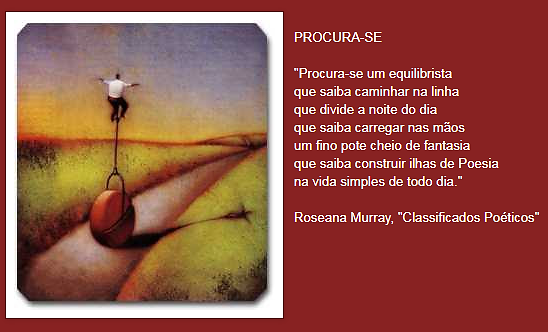 PROCURA-SE
"Procura-se um equilibrista
que saiba caminhar na linha
que divide a noite do dia
que saiba carregar nas mãos
um fino pote cheio de fantasia
que saiba construir ilhas de Poesia
na vida simples de todo dia."
Roseana Murray, "Classificados Poéticos"